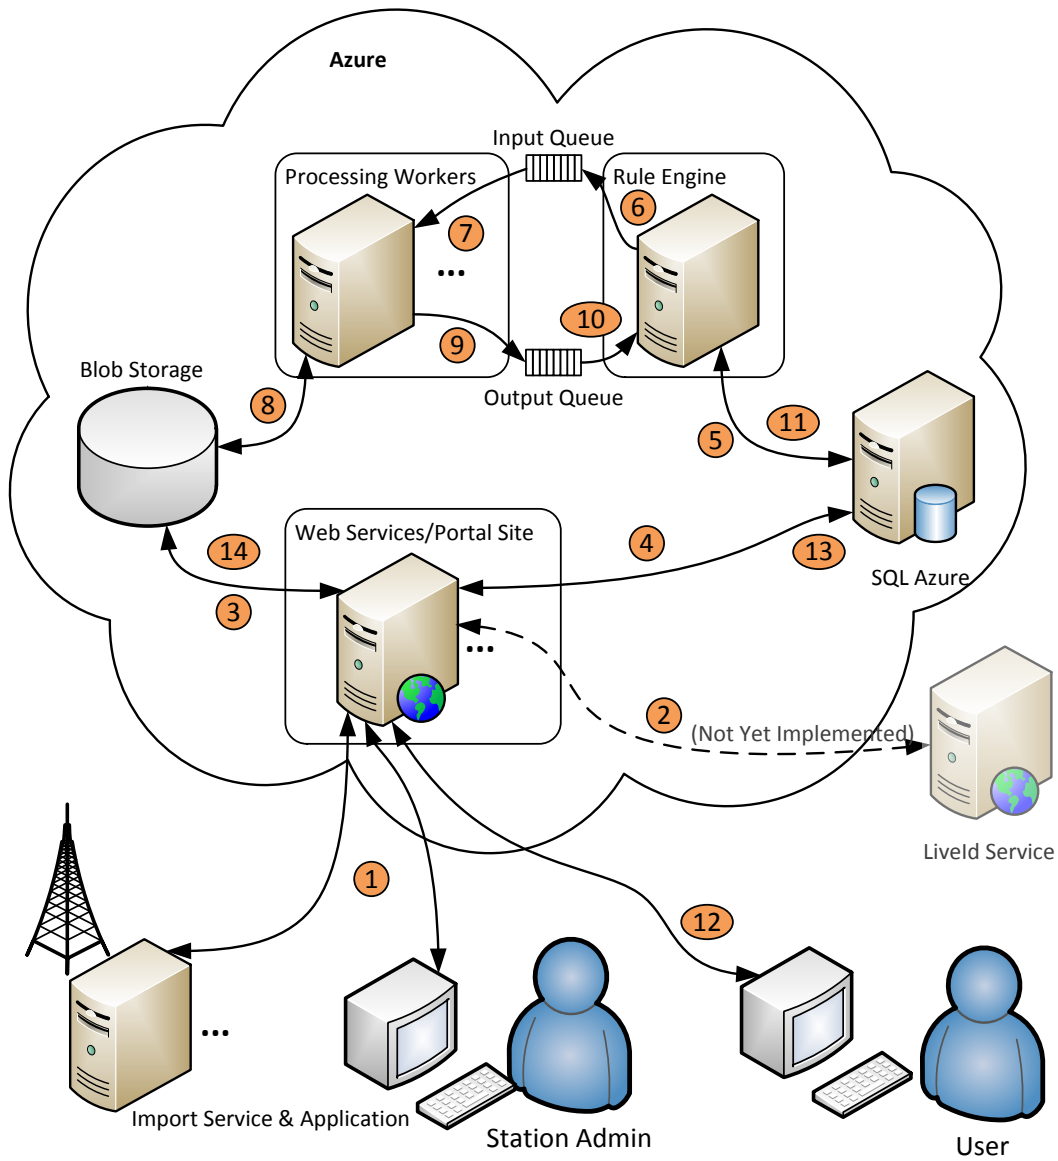 Azure
Input Queue
Processing Workers
Rule Engine
6
7
...
10
9
Blob Storage
Output Queue
8
11
5
Web Services/Portal Site
4
14
13
SQL Azure
3
...
2
(Not Yet Implemented)
LiveId Service
1
12
...
Import Service & Application
Station Admin
User